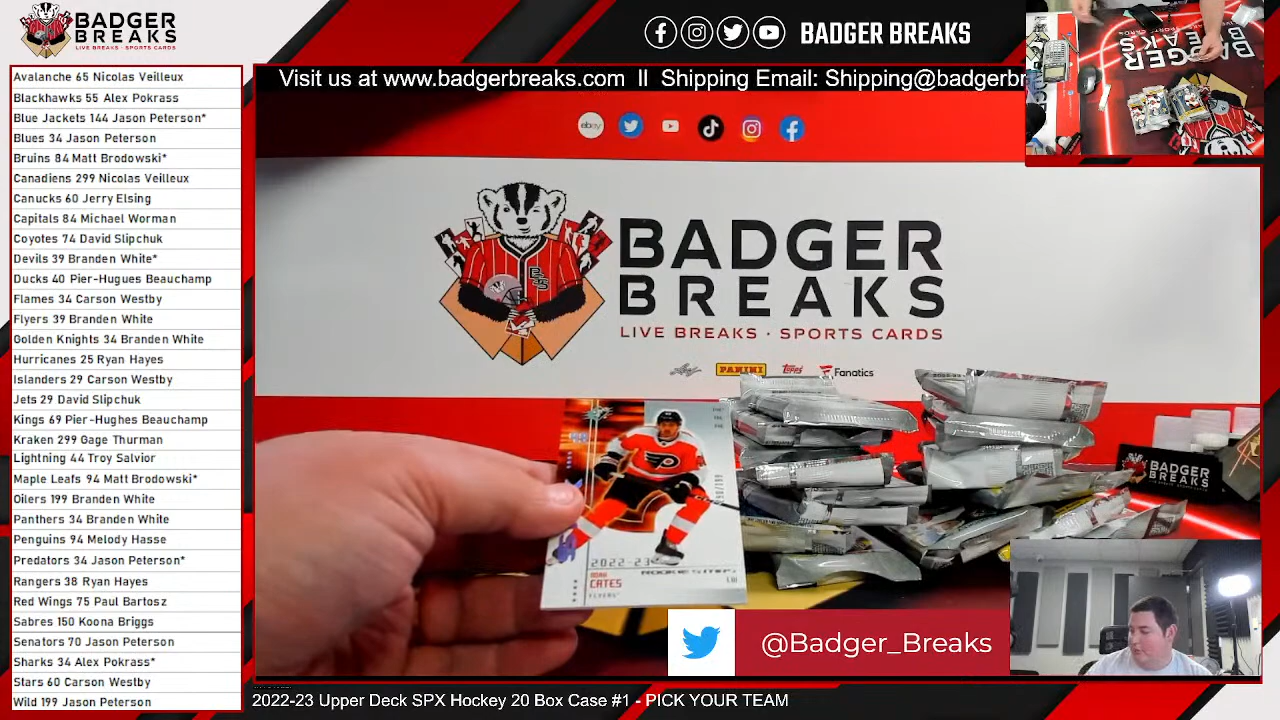 BADGER
BREAKS
LIVE BREAKS · SPORTS CARDS
BADGER BREAKS
Visit us at www.badgerbreaks.com II Shipping Email: Shipping@badgerbr
Avalanche 65 Nicolas Veilleux
Blackhawks 55 Alex Pokrass
Blue Jackets 144 Jason Peterson*
Blues 34 Jason Peterson
Bruins 84 Matt Brodowski*
Canadiens 299 Nicolas Veilleux
Canucks 60 Jerry Elsing
Capitals 84 Michael Worman
Coyotes 74 David Slipchuk
Devils 39 Branden White*
Ducks 40 Pier-Hugues Beauchamp
Flames 34 Carson Westby
Flyers 39 Branden White
Golden Knights 34 Branden White
Hurricanes 25 Ryan Hayes
Islanders 29 Carson Westby
Jets 29 David Slipchuk
Kings 69 Pier-Hughes Beauchamp
Kraken 299 Gage Thurman
Lightning 44 Troy Salvior
Maple Leafs 94 Matt Brodowski*
Oilers 199 Branden White
Panthers 34 Branden White
Penguins 94 Melody Hasse
Predators 34 Jason Peterson*
Rangers 38 Ryan Hayes
Red Wings 75 Paul Bartosz
Sabres 150 Koona Briggs
Senators 70 Jason Peterson
Sharks 34 Alex Pokrass*
Stars 60 Carson Westby
Wild 199 Jason Peterson
ebay
BADGER
BREAKS
LIVE BREAKS · SPORTS CARDS
PANINI
Topps
Fanatics
BADGER
BREAKS
2022-23
NOAH
CATES
FLYERS
LW
BADGER
BREAKS
@Badger_Breaks
2022-23 Upper Deck SPX Hockey 20 Box Case #1 - PICK YOUR TEAM